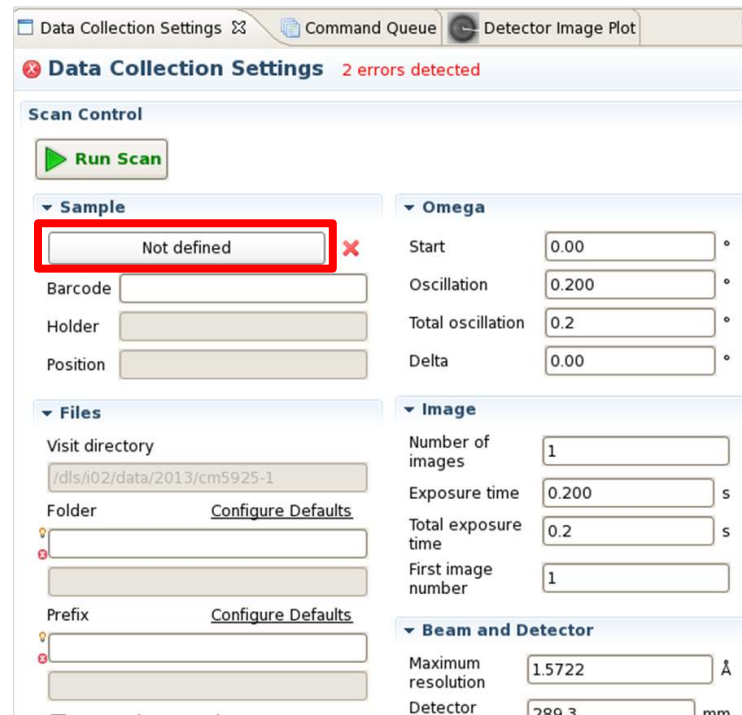 Data Collection Settings
Command Queue
Detector Image Plot
Data Collection Settings 2 errors detected
Scan Control
Run Scan
Sample
Not defined
Barcode
Holder
Position
Files
Visit directory
/dls/i02/data/2013/cm5925-1
Folder Configure Defaults
Prefix Configure Defaults
Omega
Start 0.00 °
Oscillation 0.200 °
Total oscillation 0.2 °
Delta 0.00 °
Image
Number of
images 1
Exposure time 0.200 s
Total exposure
time 0.2 s
First image
number 1
Beam and Detector
Maximum
resolution 1.5722 Å
Detector 289.3 mm